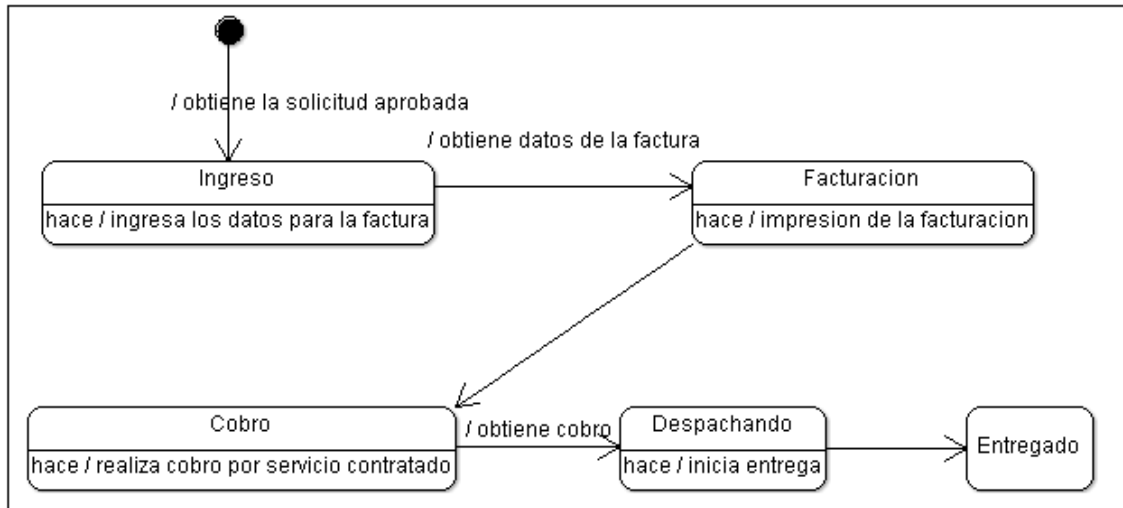 / obtiene la solicitud aprobada
/ obtiene datos de la factura
Ingreso
hace / ingresa los datos para la factura
Facturacion
hace / impresion de la facturacion
Cobro
hace / realiza cobro por servicio contratado
/ obtiene cobro
Despachando
hace / inicia entrega
Entregado